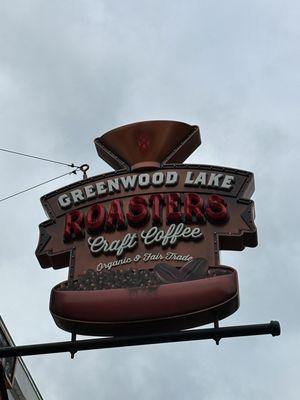 GREENWOOD LAKE
ROASTERS
Craft Coffee
Organic & Fair Trade